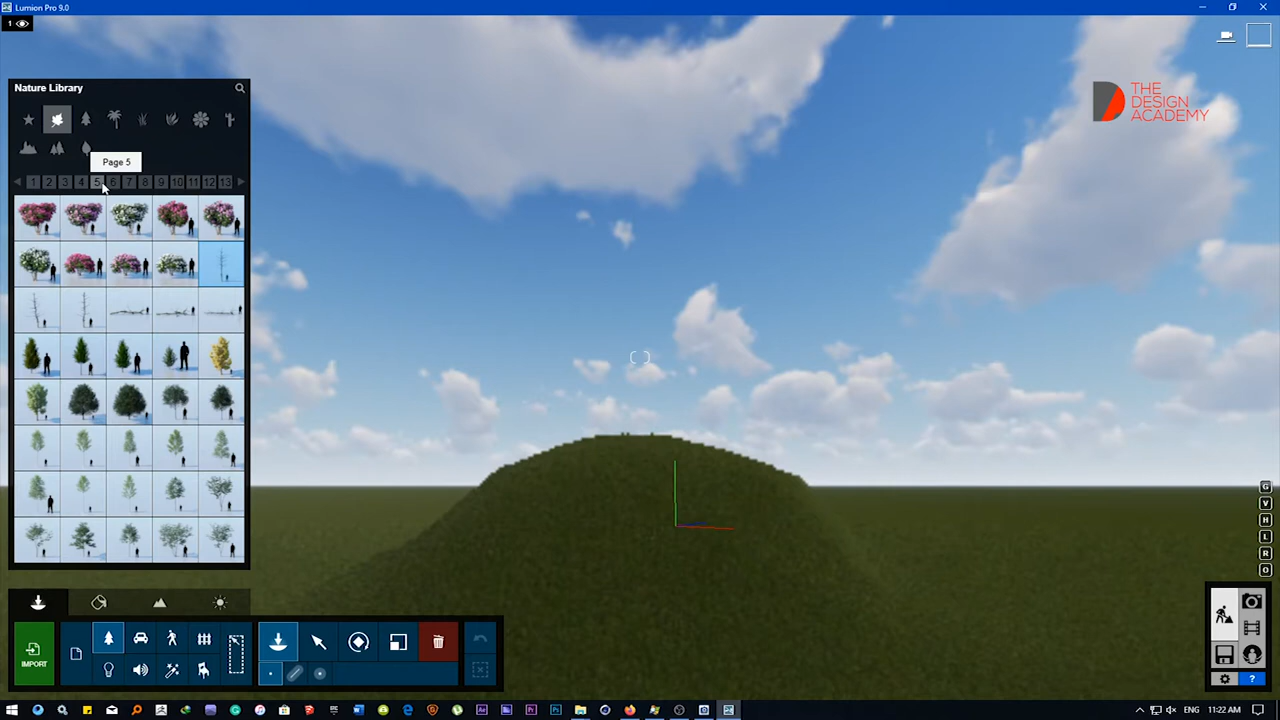 Lumion Pro 9.0
1
Nature Library
THE
DESIGN
ACADEMY
Page 5
1 2 3 4 5 6 7 8 9 10 11 12 13
G
V
H
L
R
O
IMPORT
?
ENG 11:22 AM